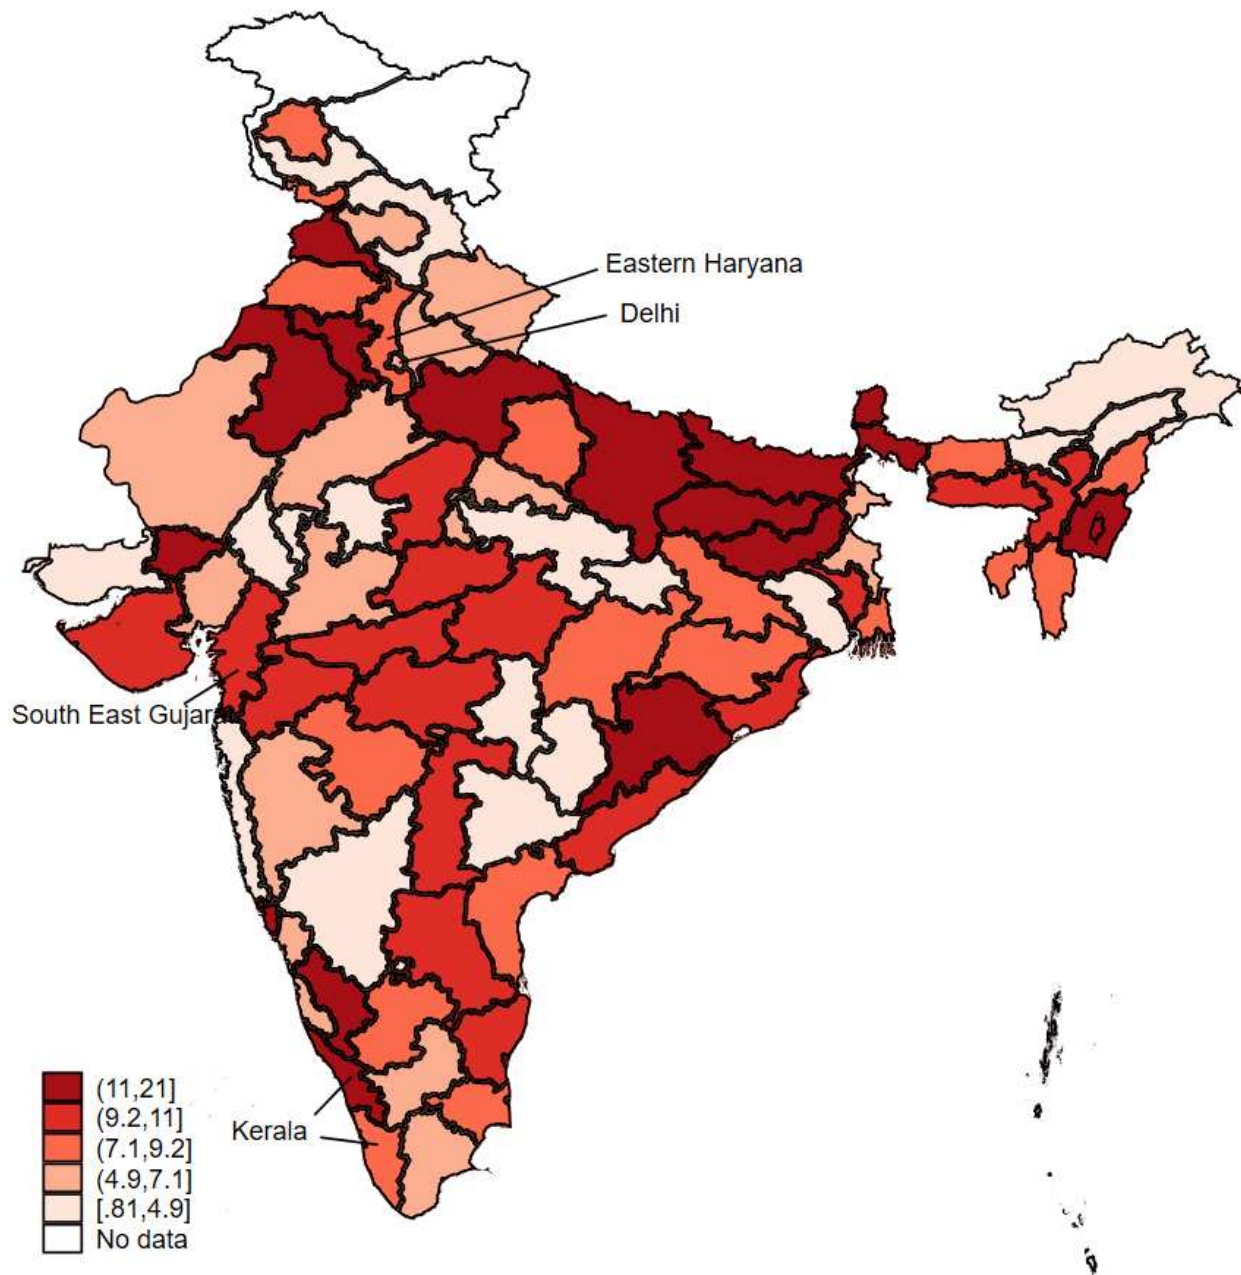 Eastern Haryana
Delhi
South East Gujarat
Kerala
(11,21]
(9.2,11]
(7.1,9.2]
(4.9,7.1]
[.81,4.9]
No data